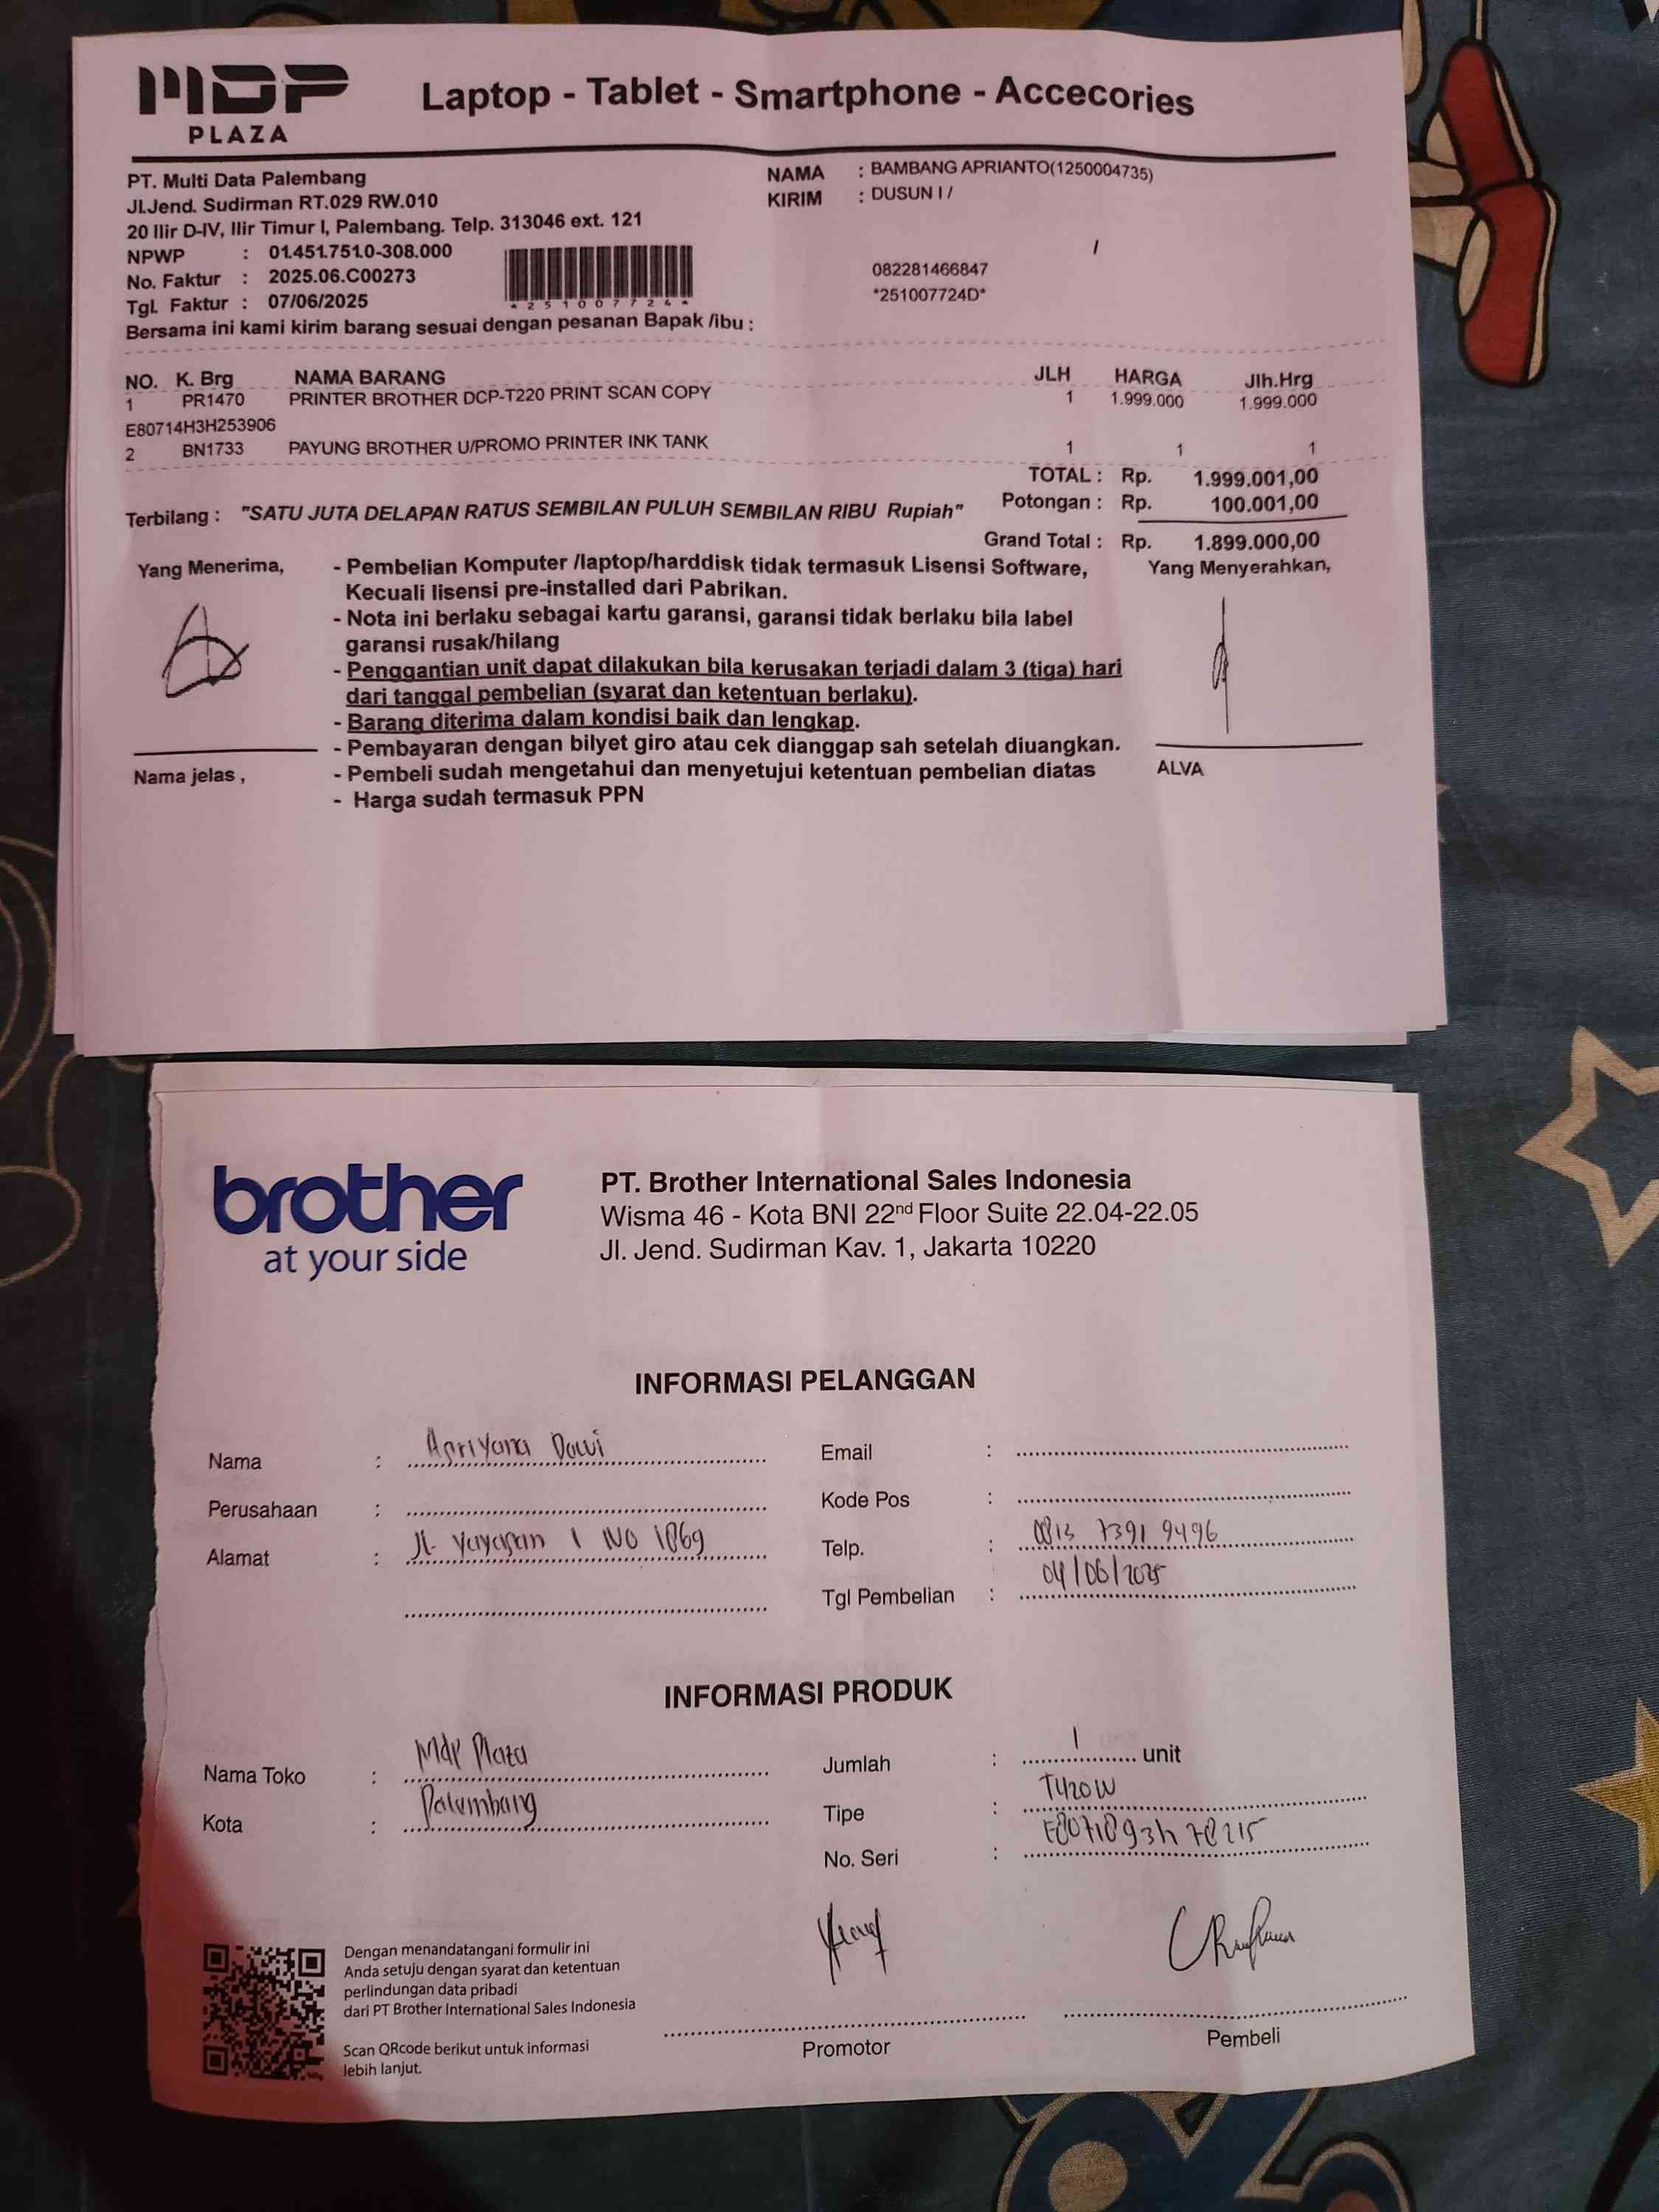 MDP
PLAZA
Laptop - Tablet - Smartphone - Accecories
PT. Multi Data Palembang
Jl.Jend. Sudirman RT.029 RW.010
20 Ilir D-IV, Ilir Timur I, Palembang. Telp. 313046 ext. 121
NPWP : 01.451.751.0-308.000
No. Faktur : 2025.06.C00273
Tgl. Faktur : 07/06/2025
*251007724*
NAMA : BAMBANG APRIANTO(1250004735)
KIRIM : DUSUN I /
/
082281466847
*251007724D*
Bersama ini kami kirim barang sesuai dengan pesanan Bapak /ibu :
NO. K. Brg NAMA BARANG JLH HARGA Jlh.Hrg
1 PR1470 PRINTER BROTHER DCP-T220 PRINT SCAN COPY 1 1.999.000 1.999.000
E80714H3H253906
2 BN1733 PAYUNG BROTHER U/PROMO PRINTER INK TANK 1 1 1
TOTAL : Rp. 1.999.001,00
Terbilang : "SATU JUTA DELAPAN RATUS SEMBILAN PULUH SEMBILAN RIBU Rupiah" Potongan : Rp. 100.001,00
Grand Total : Rp. 1.899.000,00
Yang Menerima,
- Pembelian Komputer /laptop/harddisk tidak termasuk Lisensi Software,
Kecuali lisensi pre-installed dari Pabrikan.
- Nota ini berlaku sebagai kartu garansi, garansi tidak berlaku bila label
garansi rusak/hilang
- Penggantian unit dapat dilakukan bila kerusakan terjadi dalam 3 (tiga) hari
dari tanggal pembelian (syarat dan ketentuan berlaku).
- Barang diterima dalam kondisi baik dan lengkap.
- Pembayaran dengan bilyet giro atau cek dianggap sah setelah diuangkan.
- Pembeli sudah mengetahui dan menyetujui ketentuan pembelian diatas
- Harga sudah termasuk PPN
Yang Menyerahkan,
Nama jelas ,
ALVA
brother
at your side
PT. Brother International Sales Indonesia
Wisma 46 - Kota BNI 22nd Floor Suite 22.04-22.05
Jl. Jend. Sudirman Kav. 1, Jakarta 10220
INFORMASI PELANGGAN
Nama : Apriyana Dewi
Perusahaan :
Alamat : Jl. Yayasan 1 NO 1869
Email :
Kode Pos :
Telp. : 0813 7391 9496
Tgl Pembelian : 04/06/2025
INFORMASI PRODUK
Nama Toko : Mdp Plaza
Kota : Palembang
Jumlah : 1 unit
Tipe : T420W
No. Seri :
Dengan menandatangani formulir ini
Anda setuju dengan syarat dan ketentuan
perlindungan data pribadi
dari PT Brother International Sales Indonesia
Scan QRcode berikut untuk informasi
lebih lanjut.
Promotor
Pembeli